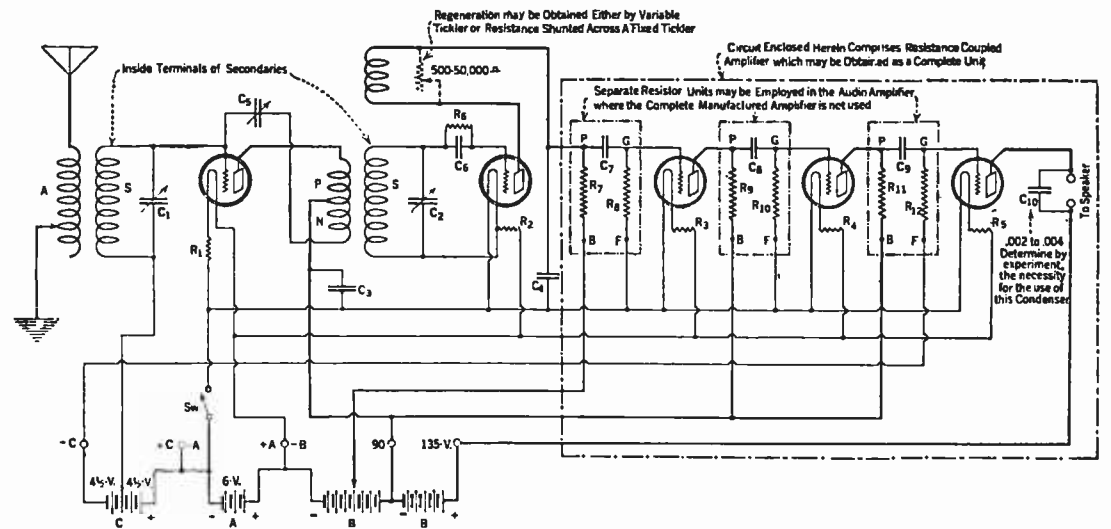 Regeneration may be Obtained Either by Variable
Tickler or Resistance Shunted Across A Fixed Tickler
500-50,000 Ω
Inside Terminals of Secondaries
Circuit Enclosed Herein Comprises Resistance Coupled
Amplifier which may be Obtained as a Complete Unit
Separate Resistor Units may be Employed in the Audin Amplifier
where the Complete Manufactured Amplifier is not used
A
S
C1
C5
R1
P
N
C3
S
C2
R6
C6
R2
C4
P
C7
G
R7
R8
B
F
R3
P
C8
G
R9
R10
B
F
R4
P
C9
G
R11
R12
B
F
R5
C10
To Speaker
.002 to .004
Determine by
experiment,
the necessity
for the use of
this Condenser
Sw
-C
+C
-A
+A
-B
90
135-V.
4½-V.
4½-V
6-V.
-
+
-
+
-
-
+
C
A
B
B